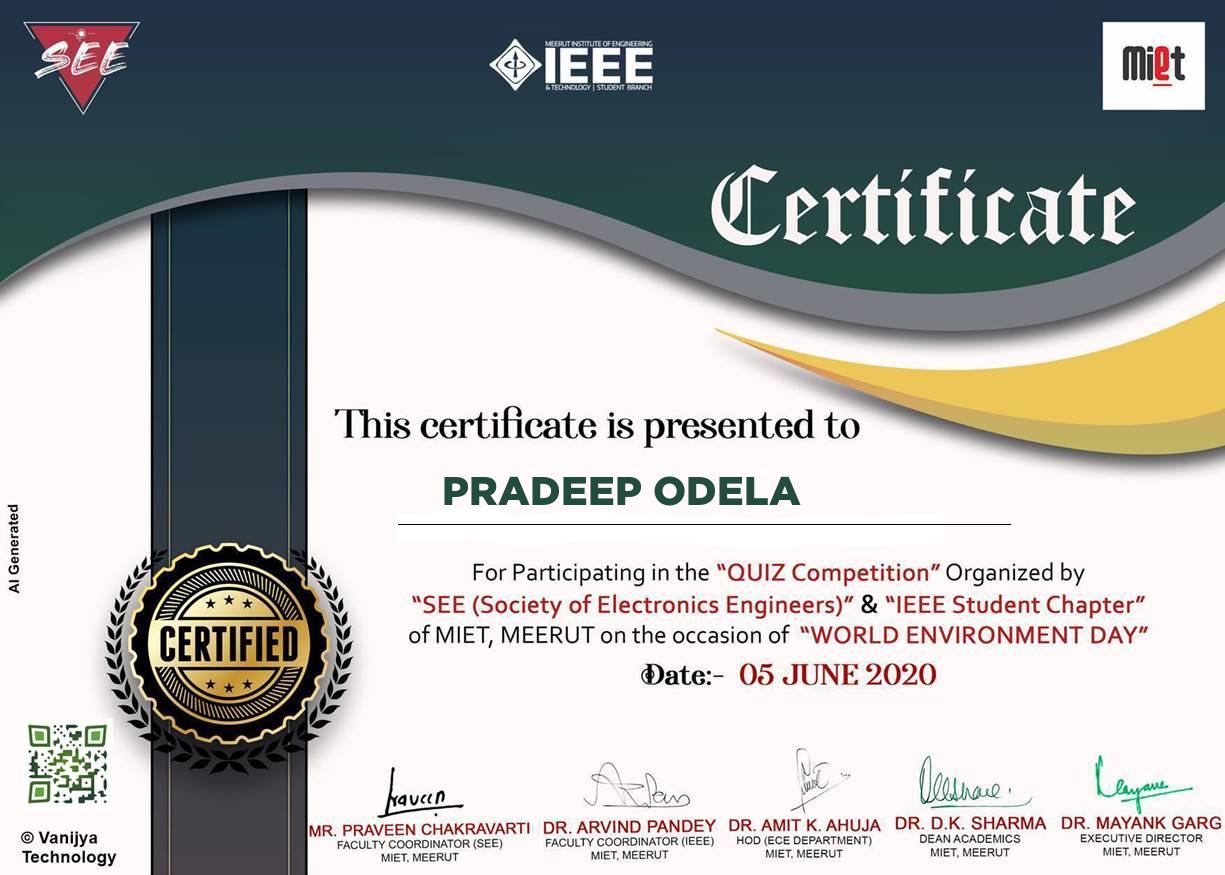 SEE
MEERUT INSTITUTE OF ENGINEERING
IEEE
& TECHNOLOGY | STUDENT BRANCH
miet
Certificate
This certificate is presented to
PRADEEP ODELA
For Participating in the “QUIZ Competition” Organized by
“SEE (Society of Electronics Engineers)” & “IEEE Student Chapter”
of MIET, MEERUT on the occasion of “WORLD ENVIRONMENT DAY”
Date:- 05 JUNE 2020
AI Generated
CERTIFIED
© Vanijya
Technology
Praveen
MR. PRAVEEN CHAKRAVARTI
FACULTY COORDINATOR (SEE)
MIET, MEERUT
DR. ARVIND PANDEY
FACULTY COORDINATOR (IEEE)
MIET, MEERUT
DR. AMIT K. AHUJA
HOD (ECE DEPARTMENT)
MIET, MEERUT
DR. D.K. SHARMA
DEAN ACADEMICS
MIET, MEERUT
DR. MAYANK GARG
EXECUTIVE DIRECTOR
MIET, MEERUT